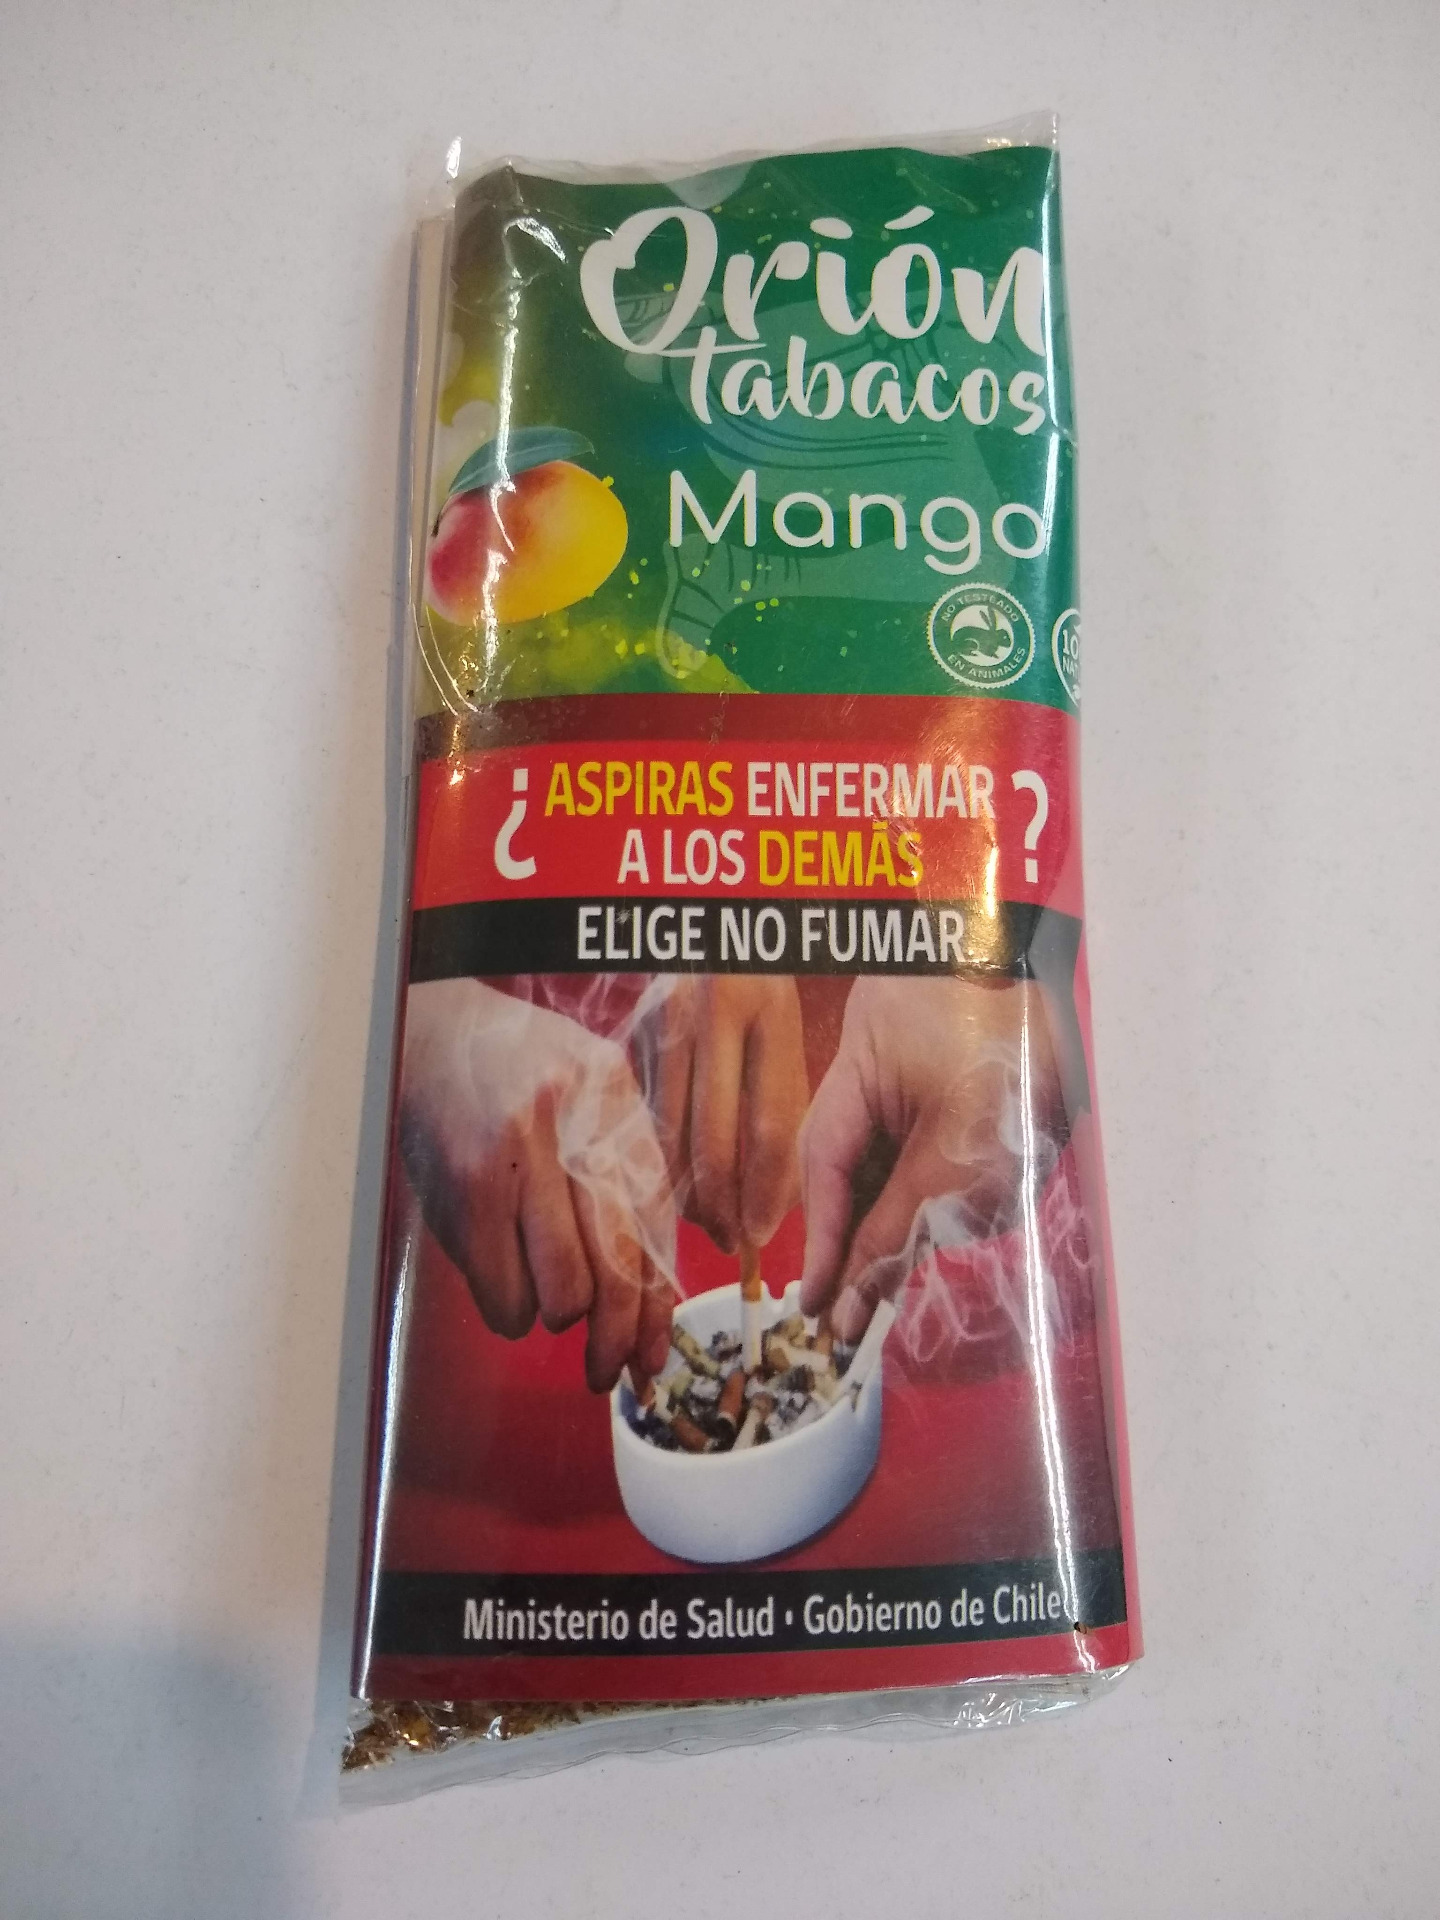 Orión
tabacos
Mango
NO TESTEADO
EN ANIMALES
¿ASPIRAS ENFERMAR
A LOS DEMÁS?
ELIGE NO FUMAR
Ministerio de Salud · Gobierno de Chile